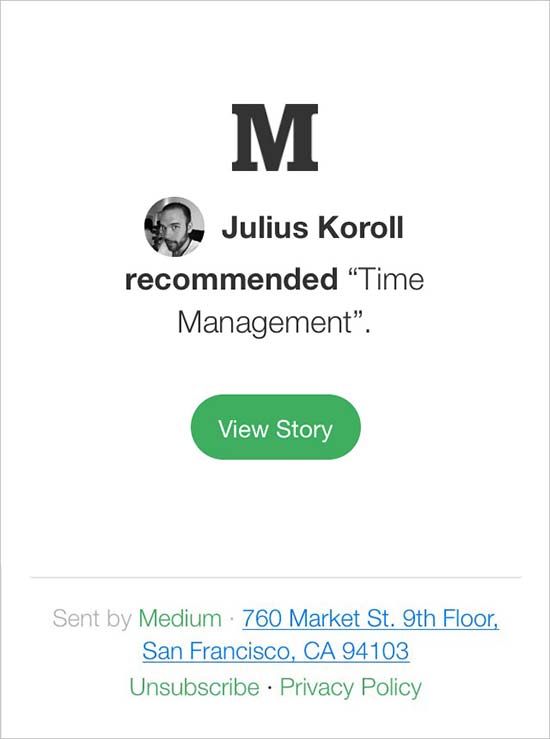 M
Julius Koroll
recommended “Time
Management”.
View Story
Sent by Medium · 760 Market St. 9th Floor,
San Francisco, CA 94103
Unsubscribe · Privacy Policy